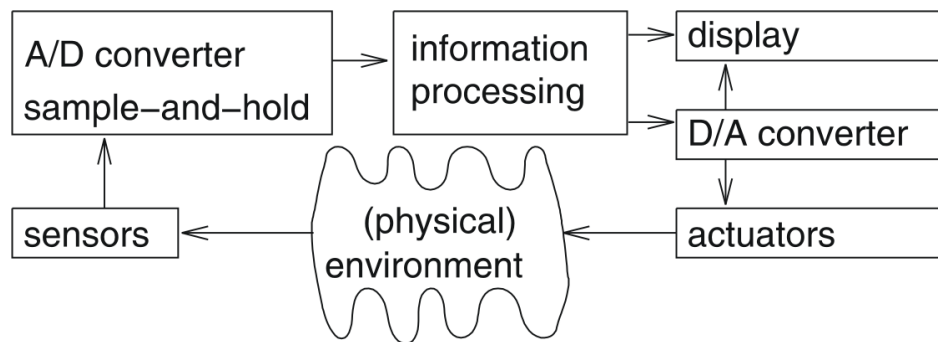 A/D converter
sample−and−hold
information
processing
display
D/A converter
sensors
(physical)
environment
actuators